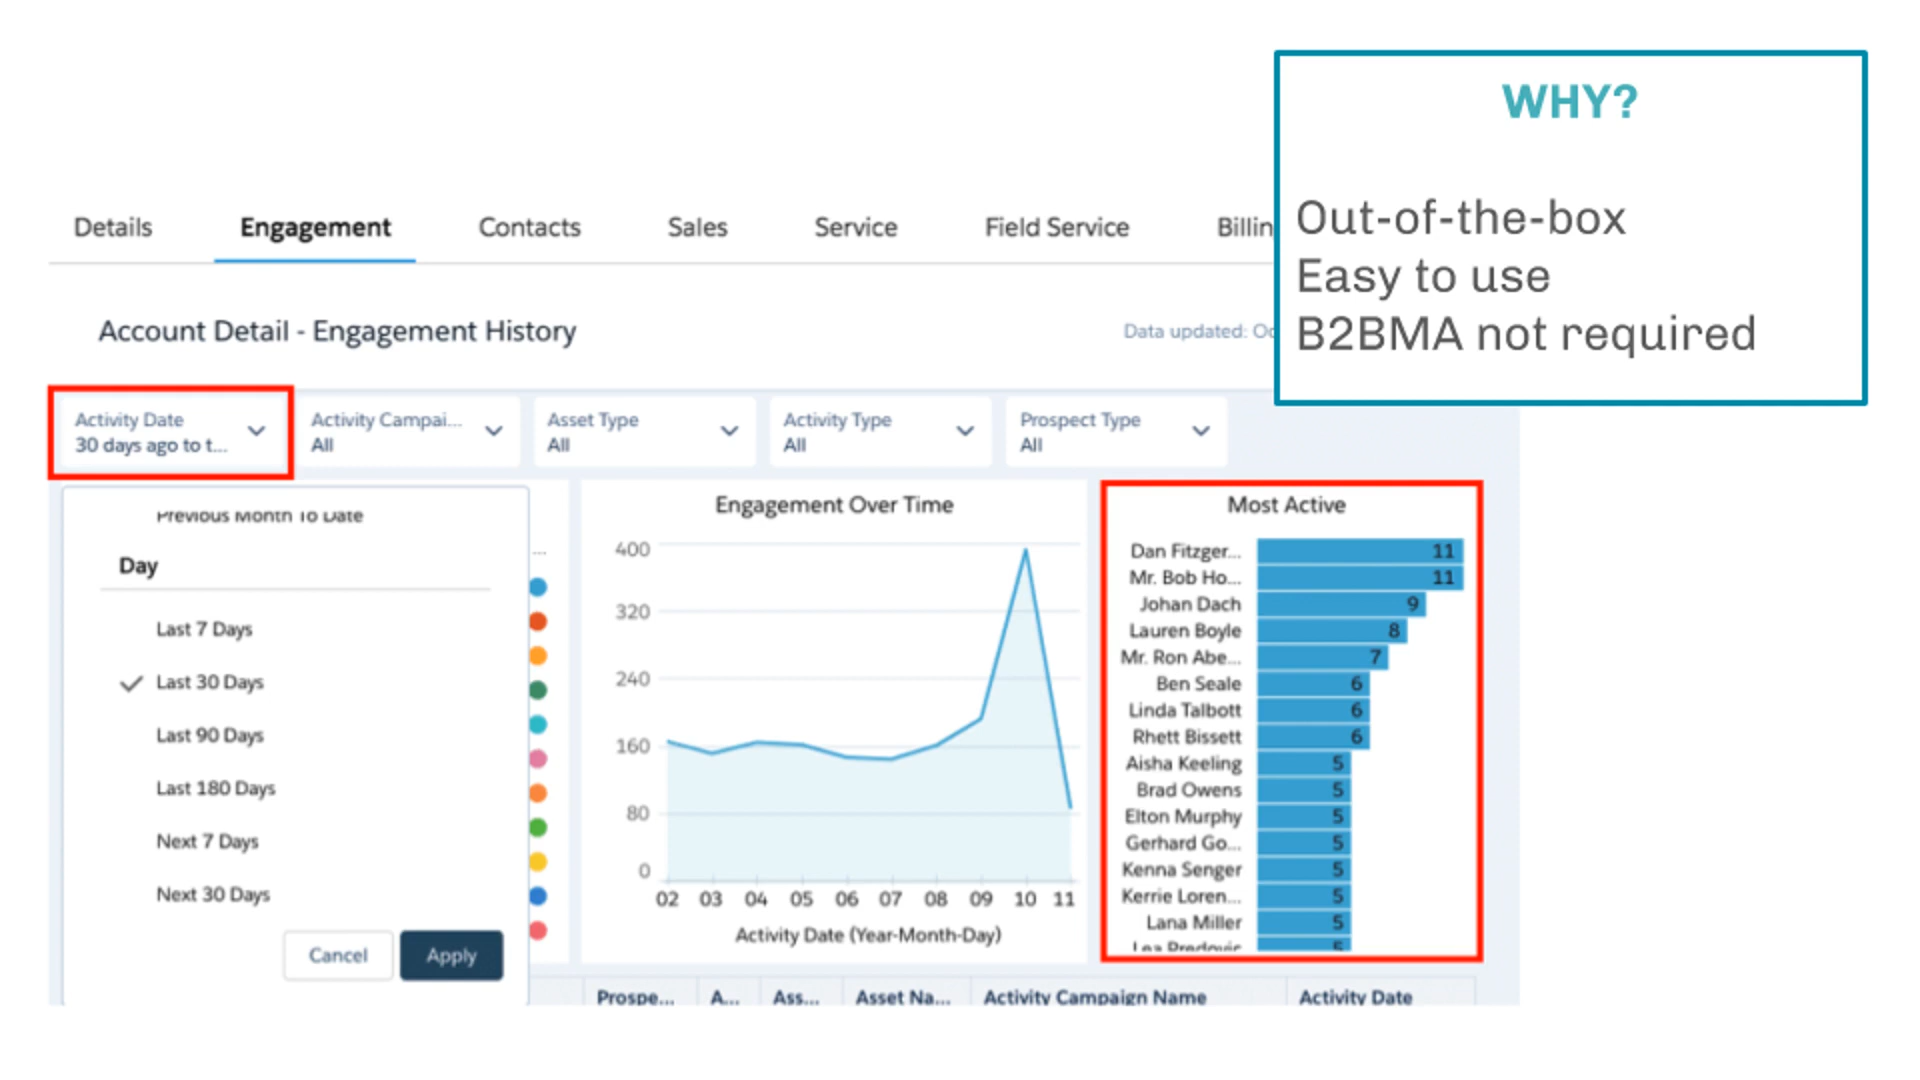 WHY?
Out-of-the-box
Easy to use
B2BMA not required
Details Engagement Contacts Sales Service Field Service Billin
Account Detail - Engagement History
Data updated: Oc
Activity Date
30 days ago to t...
Activity Campai...
All
Asset Type
All
Activity Type
All
Prospect Type
All
Previous Month To Date
Day
Last 7 Days
Last 30 Days
Last 90 Days
Last 180 Days
Next 7 Days
Next 30 Days
Cancel Apply
...
Engagement Over Time
400
320
240
160
80
0
02 03 04 05 06 07 08 09 10 11
Activity Date (Year-Month-Day)
Most Active
Dan Fitzger... 11
Mr. Bob Ho... 11
Johan Dach 9
Lauren Boyle 8
Mr. Ron Abe... 7
Ben Seale 6
Linda Talbott 6
Rhett Bissett 6
Aisha Keeling 5
Brad Owens 5
Elton Murphy 5
Gerhard Go... 5
Kenna Senger 5
Kerrie Loren... 5
Lana Miller 5
Lea Predovic 5
Prospe... A... Ass... Asset Na... Activity Campaign Name Activity Date